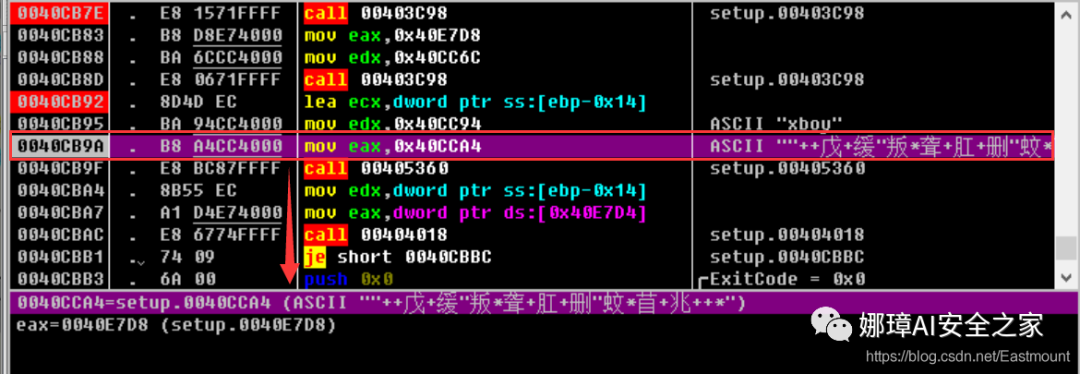 0040CB7E . E8 1571FFFF call 00403C98 setup.00403C98
0040CB83 . B8 D8E74000 mov eax,0x40E7D8
0040CB88 . BA 6CCC4000 mov edx,0x40CC6C
0040CB8D . E8 0671FFFF call 00403C98 setup.00403C98
0040CB92 . 8D4D EC lea ecx,dword ptr ss:[ebp-0x14]
0040CB95 . BA 94CC4000 mov edx,0x40CC94 ASCII "xboy"
0040CB9A . B8 A4CC4000 mov eax,0x40CCA4 ASCII ""++戊+缓"叛*聋+肛+删"蚊*
0040CB9F . E8 BC87FFFF call 00405360 setup.00405360
0040CBA4 . 8B55 EC mov edx,dword ptr ss:[ebp-0x14]
0040CBA7 . A1 D4E74000 mov eax,dword ptr ds:[0x40E7D4]
0040CBAC . E8 6774FFFF call 00404018 setup.00404018
0040CBB1 . 74 09 je short 0040CBBC setup.0040CBBC
0040CBB3 . 6A 00 push 0x0 ExitCode = 0x0
0040CCA4=setup.0040CCA4 (ASCII ""++戊+缓"叛*聋+肛+删"蚊*苜+兆+++*")
eax=0040E7D8 (setup.0040E7D8)
娜璋AI安全之家
https://blog.csdn.net/Eastmount